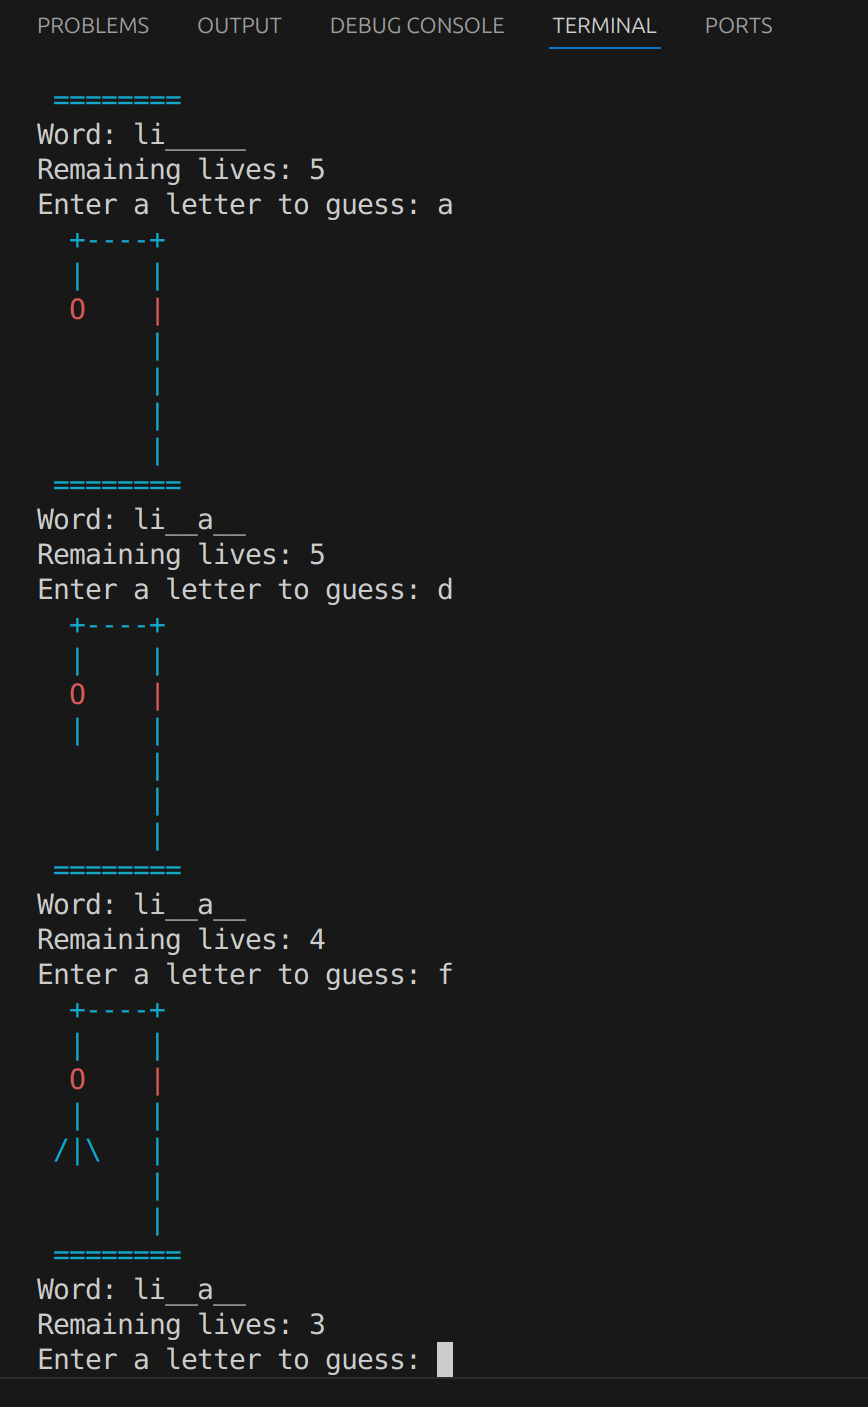 PROBLEMS OUTPUT DEBUG CONSOLE TERMINAL PORTS
 ========
Word: li_____
Remaining lives: 5
Enter a letter to guess: a
  +----+
  |    |
  O    |
       |
       |
       |
       |
 ========
Word: li__a__
Remaining lives: 5
Enter a letter to guess: d
  +----+
  |    |
  O    |
  |    |
       |
       |
       |
 ========
Word: li__a__
Remaining lives: 4
Enter a letter to guess: f
  +----+
  |    |
  O    |
  |    |
 /|\   |
       |
       |
 ========
Word: li__a__
Remaining lives: 3
Enter a letter to guess: